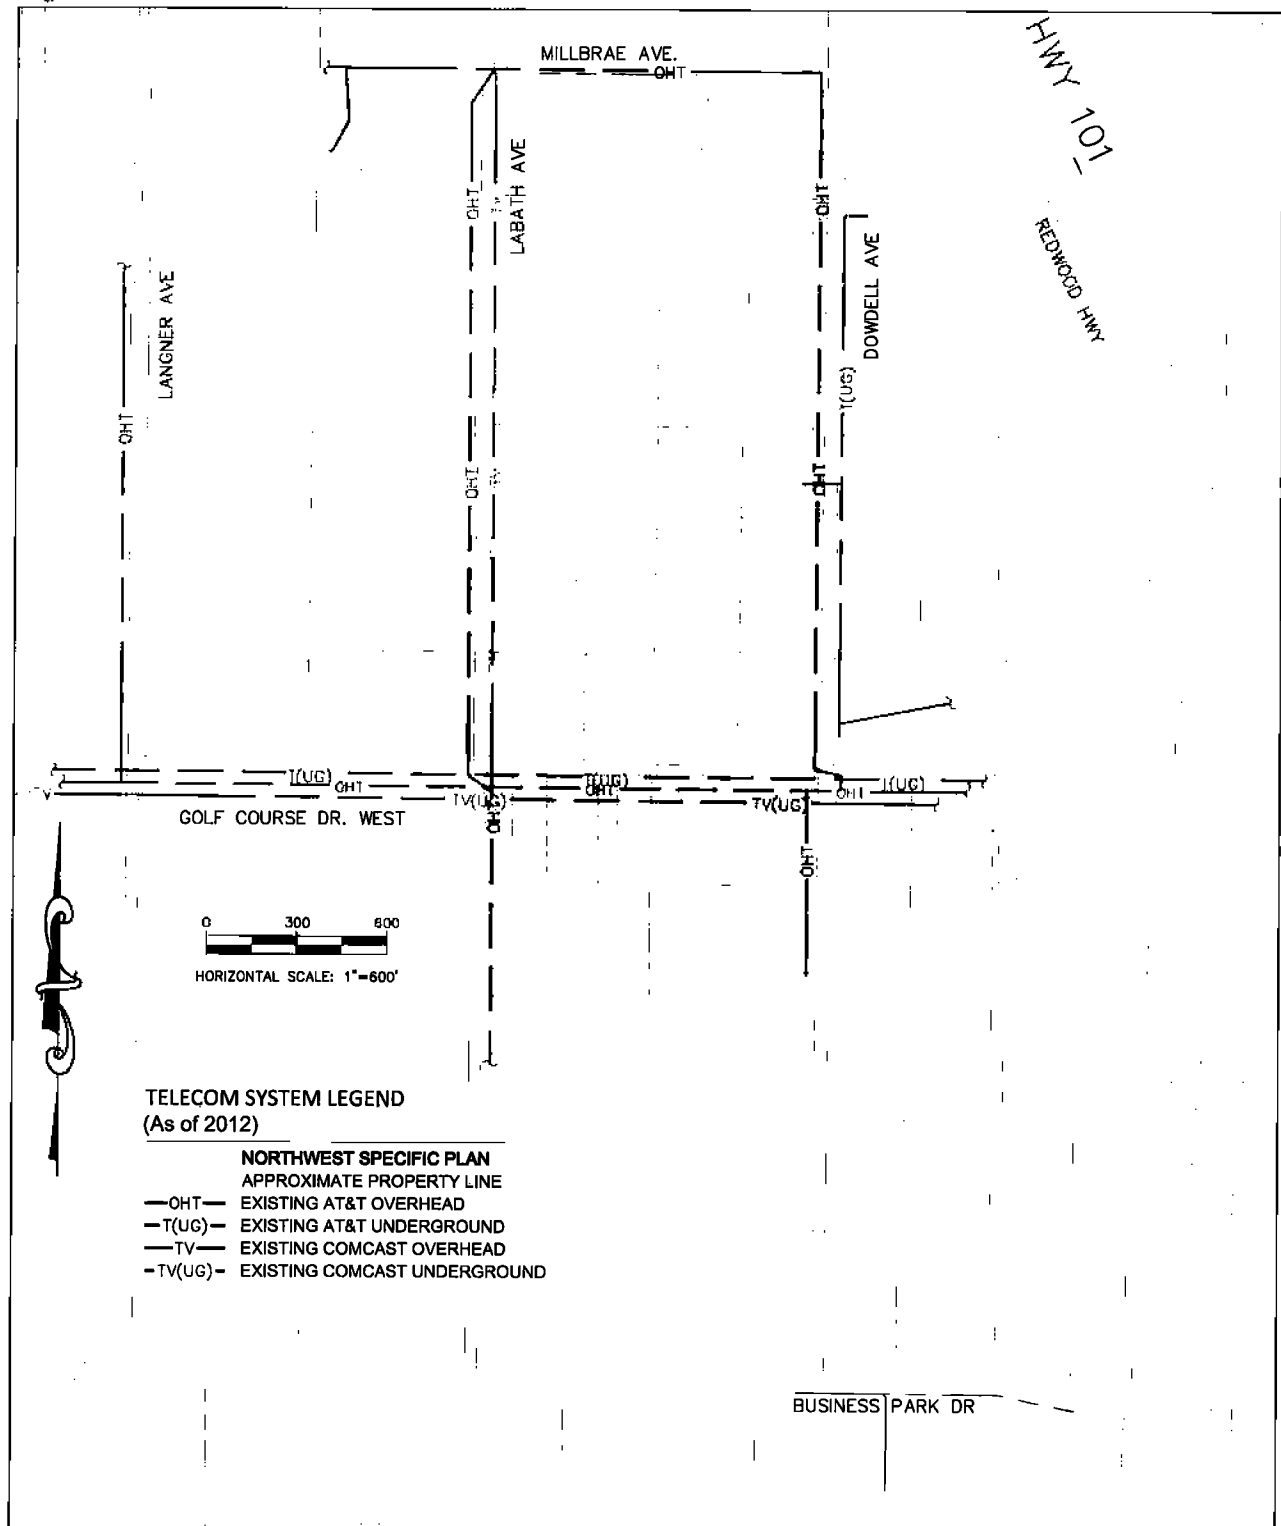 MILLBRAE AVE.
OHT
HWY 101
LABATH AVE
OHT
TV
OHT
DOWDELL AVE
REDWOOD HWY
LANGNER AVE
OHT
T(UG)
OHT
TV
OHT
T(UG)
OHT
TV(UG)
T(UG)
OHT
TV(UG)
T(UG)
OHT
GOLF COURSE DR. WEST
OHT
OHT
0 300 600
HORIZONTAL SCALE: 1"=600'
TELECOM SYSTEM LEGEND
(As of 2012)
NORTHWEST SPECIFIC PLAN
APPROXIMATE PROPERTY LINE
OHT EXISTING AT&T OVERHEAD
T(UG) EXISTING AT&T UNDERGROUND
TV EXISTING COMCAST OVERHEAD
TV(UG) EXISTING COMCAST UNDERGROUND
BUSINESS PARK DR